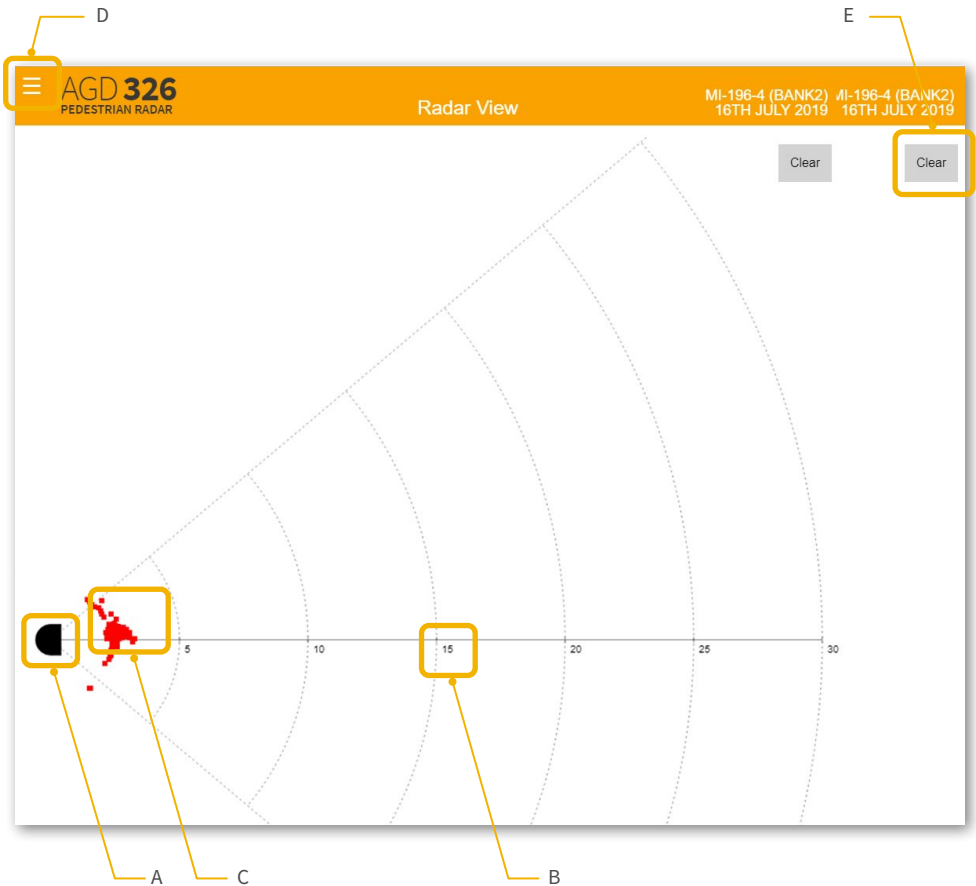 D
E
☰
AGD 326
PEDESTRIAN RADAR
Radar View
MI-196-4 (BANK2)
16TH JULY 2019
MI-196-4 (BANK2)
16TH JULY 2019
Clear
Clear
5
10
15
20
25
30
A
C
B